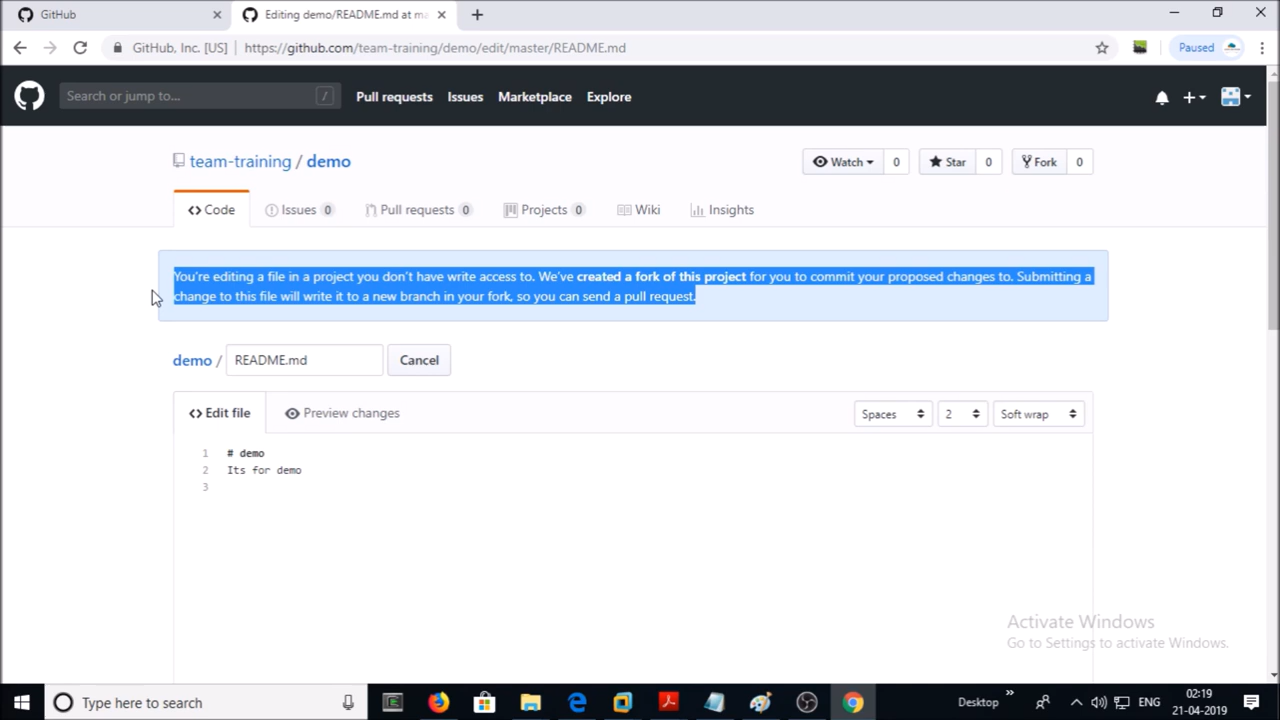 GitHub
Editing demo/README.md at ma
GitHub, Inc. [US]
https://github.com/team-training/demo/edit/master/README.md
Paused
Search or jump to...
/
Pull requests
Issues
Marketplace
Explore
team-training / demo
Watch
0
Star
0
Fork
0
Code
Issues 0
Pull requests 0
Projects 0
Wiki
Insights
You're editing a file in a project you don't have write access to. We've created a fork of this project for you to commit your proposed changes to. Submitting a
change to this file will write it to a new branch in your fork, so you can send a pull request.
demo / README.md
Cancel
Edit file
Preview changes
Spaces
2
Soft wrap
1 # demo
2 Its for demo
3
Activate Windows
Go to Settings to activate Windows.
Type here to search
Desktop
ENG
02:19
21-04-2019